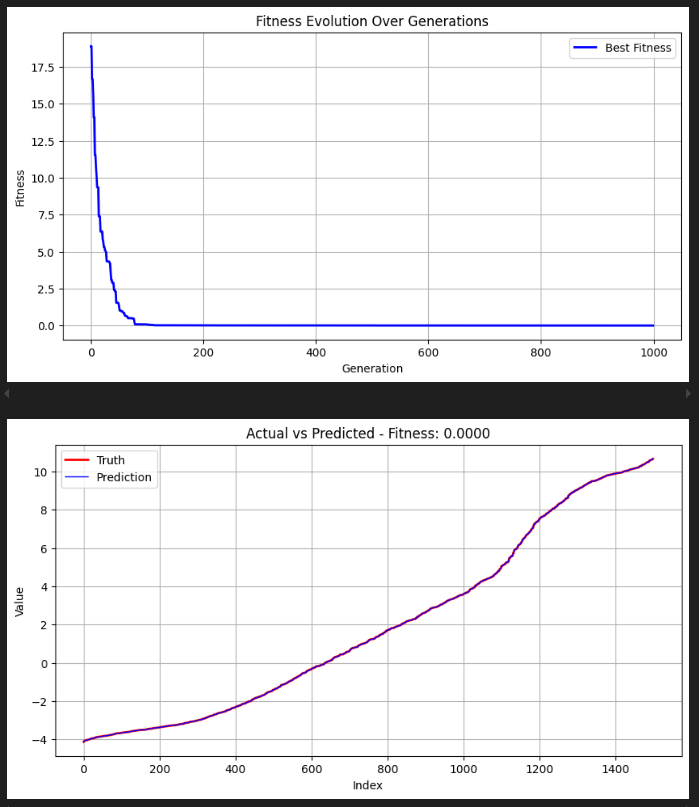 Fitness Evolution Over Generations
Best Fitness
17.5
15.0
12.5
10.0
7.5
5.0
2.5
0.0
Fitness
0 200 400 600 800 1000
Generation
Actual vs Predicted - Fitness: 0.0000
Truth
Prediction
10
8
6
4
2
0
−2
−4
Value
0 200 400 600 800 1000 1200 1400
Index